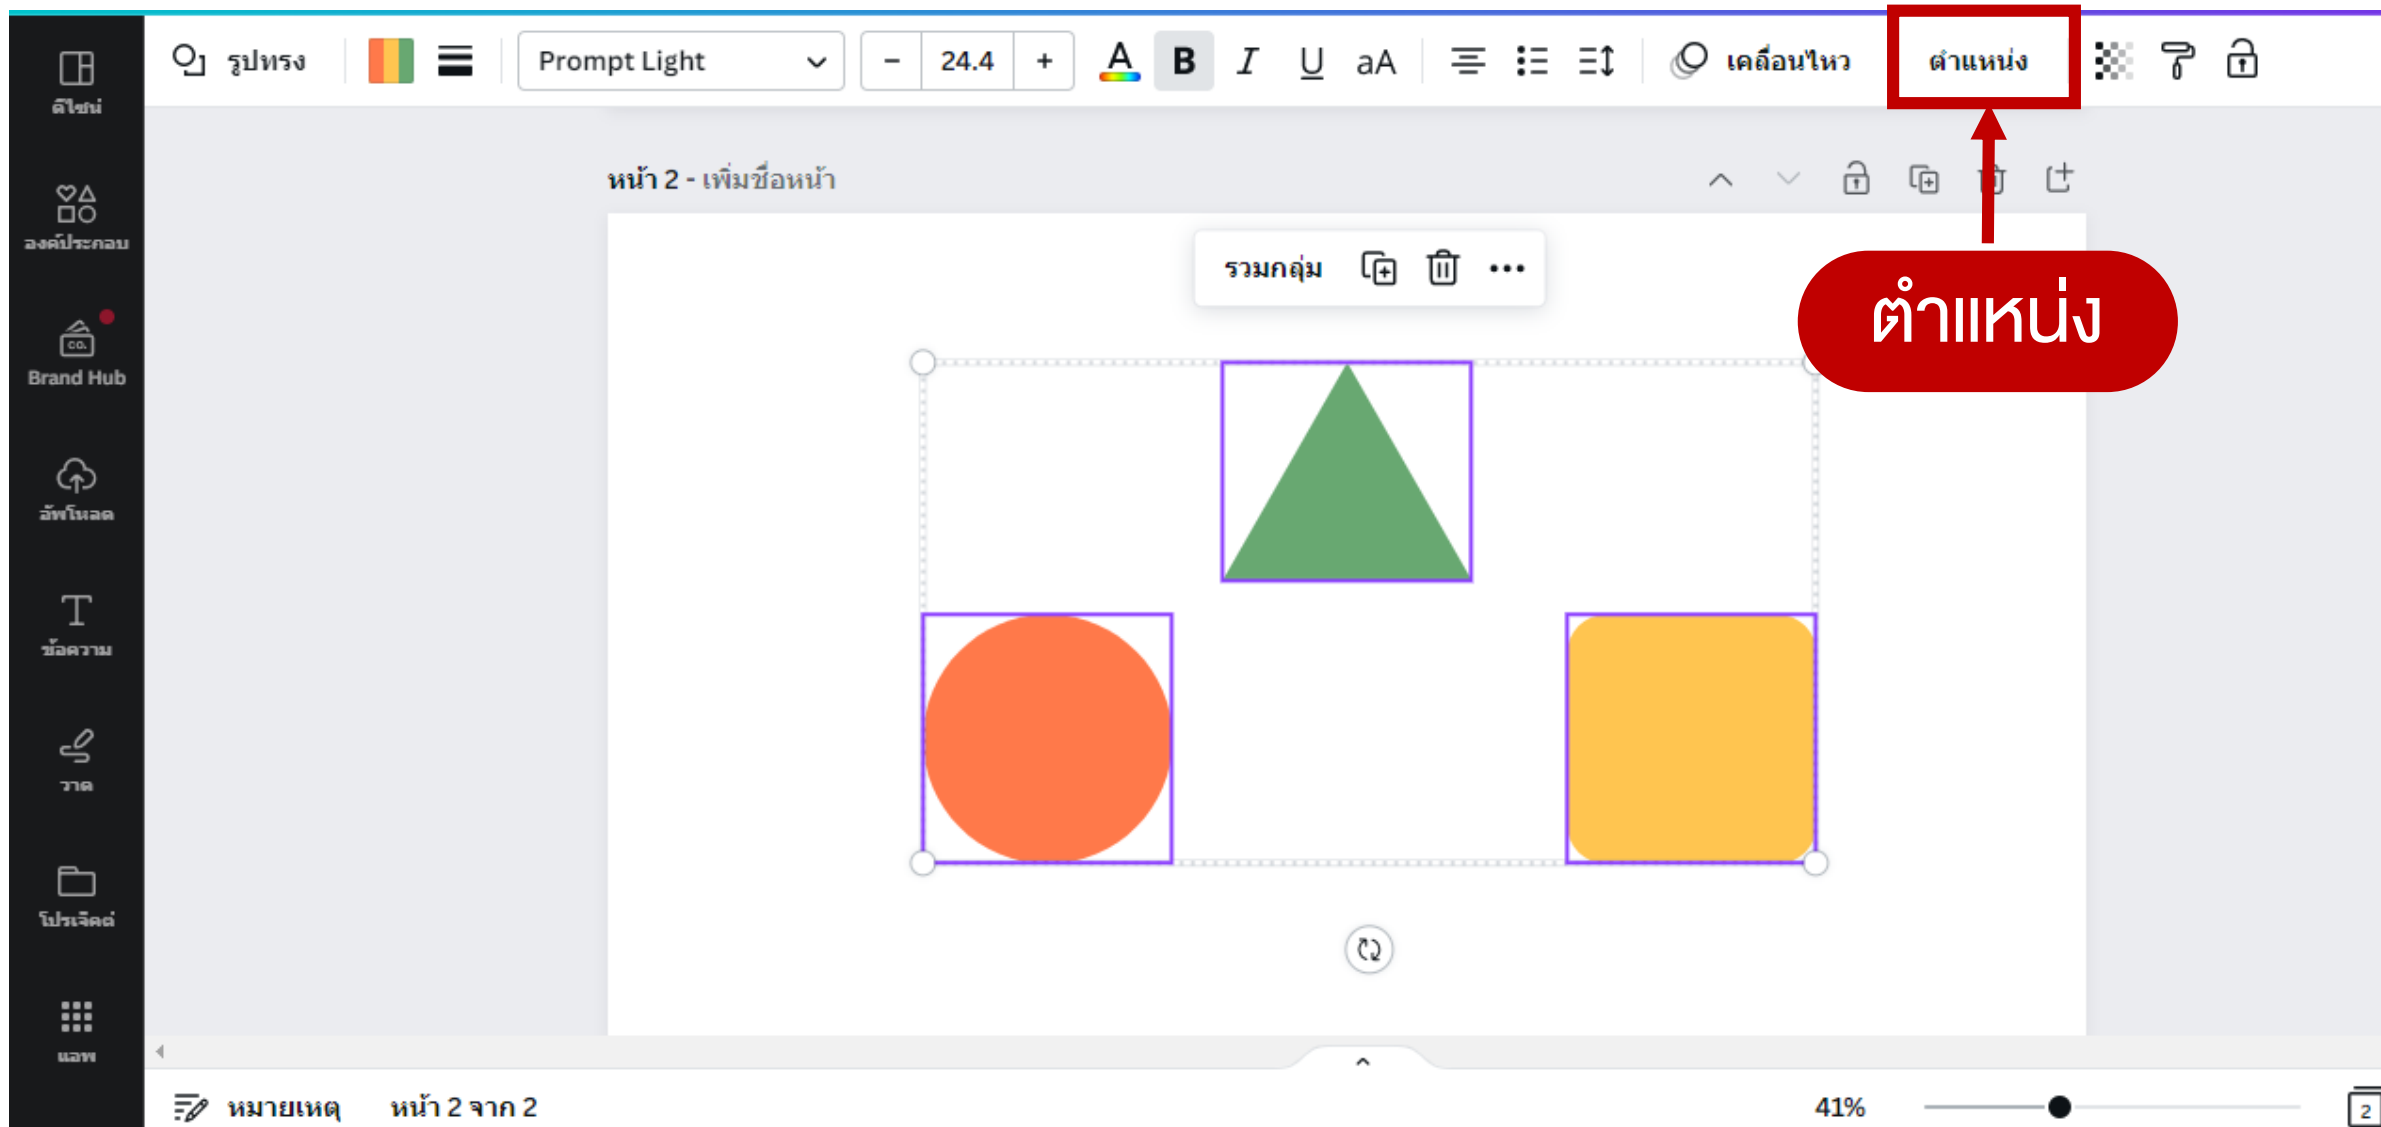 รูปทรง
Prompt Light
- 24.4 +
A B I U aA
เคลื่อนไหว
ตำแหน่ง
ดีไซน์
องค์ประกอบ
CO.
Brand Hub
อัพโหลด
T
ข้อความ
วาด
โปรเจ็คต์
แอพ
หน้า 2 - เพิ่มชื่อหน้า
รวมกลุ่ม
ตำแหน่ง
หมายเหตุ
หน้า 2 จาก 2
41%
2